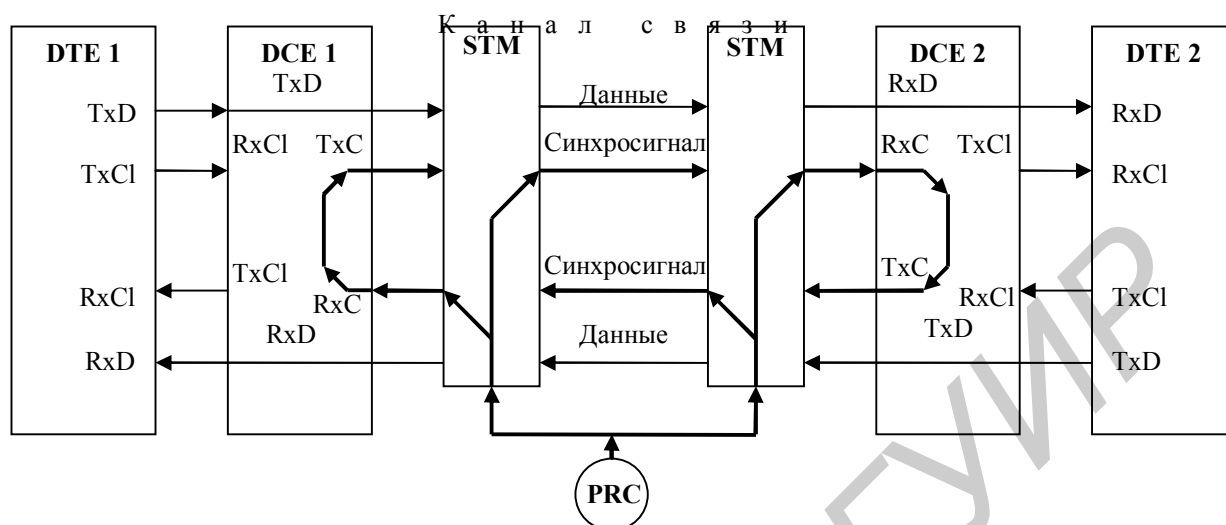 Канал связи
DTE 1
DCE 1
STM
STM
DCE 2
DTE 2
TxD
TxD
Данные
RxD
RxD
TxCl
RxCl
TxC
Синхросигнал
RxC
TxCl
RxCl
RxCl
TxCl
RxC
Синхросигнал
TxC
RxCl
TxCl
RxD
RxD
Данные
TxD
TxD
PRC
ГУИР